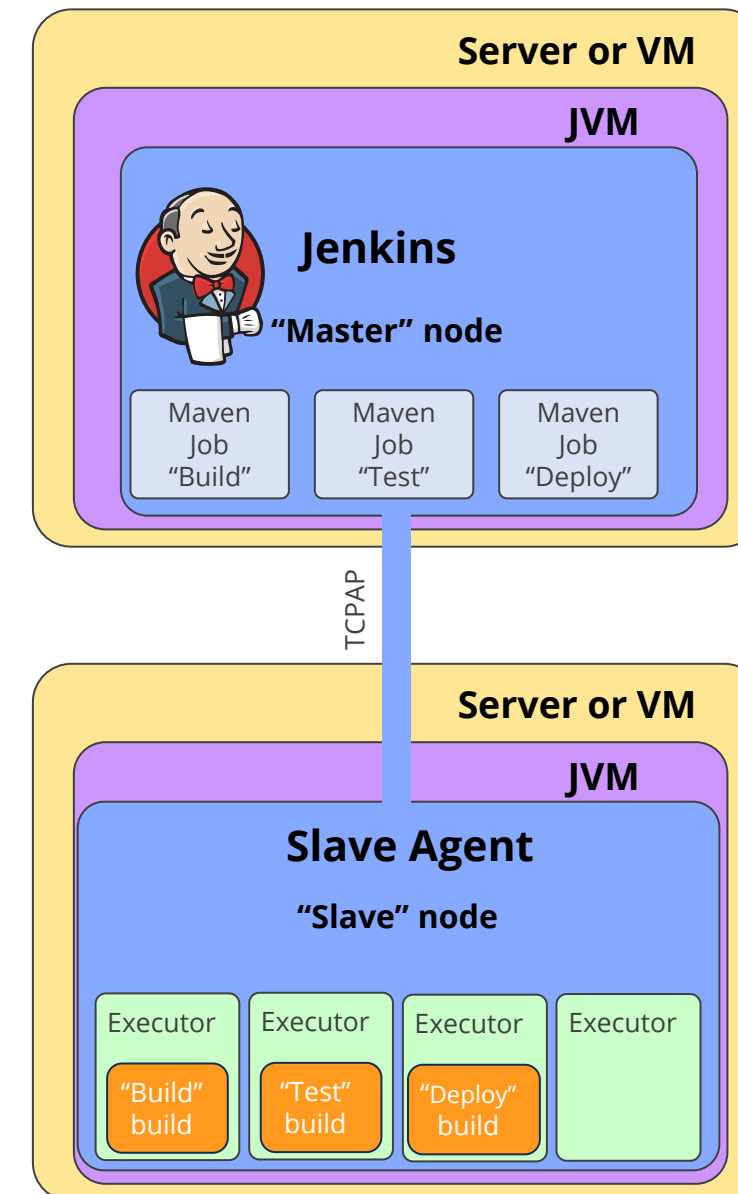 Server or VM
JVM
Jenkins
“Master” node
Maven
Job
“Build”
Maven
Job
“Test”
Maven
Job
“Deploy”
TCPAP
Server or VM
JVM
Slave Agent
“Slave” node
Executor
“Build”
build
Executor
“Test”
build
Executor
“Deploy”
build
Executor